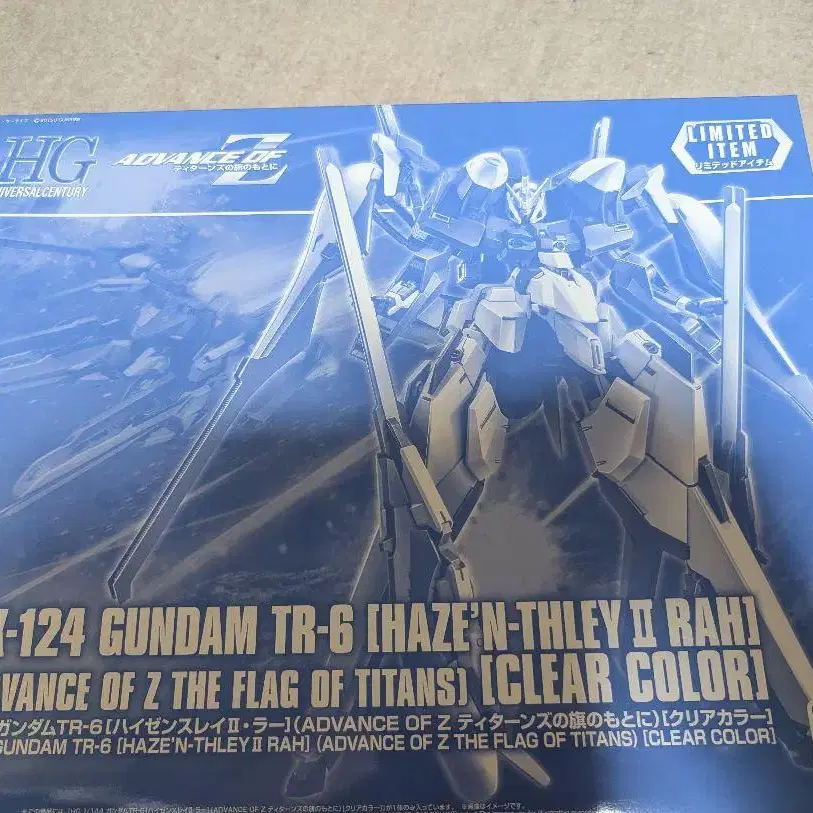 HG
IVERSAL CENTURY
ADVANCE OF Z
ティターンズの旗のもとに
LIMITED
ITEM
リミテッドアイテム
-124 GUNDAM TR-6 [HAZE'N-THLEY II RAH]
VANCE OF Z THE FLAG OF TITANS) [CLEAR COLOR]
ガンダムTR-6[ハイゼンスレイⅡ・ラー](ADVANCE OF Z ティターンズの旗のもとに)[クリアカラー]
GUNDAM TR-6 [HAZE'N-THLEY II RAH] (ADVANCE OF Z THE FLAG OF TITANS) [CLEAR COLOR]